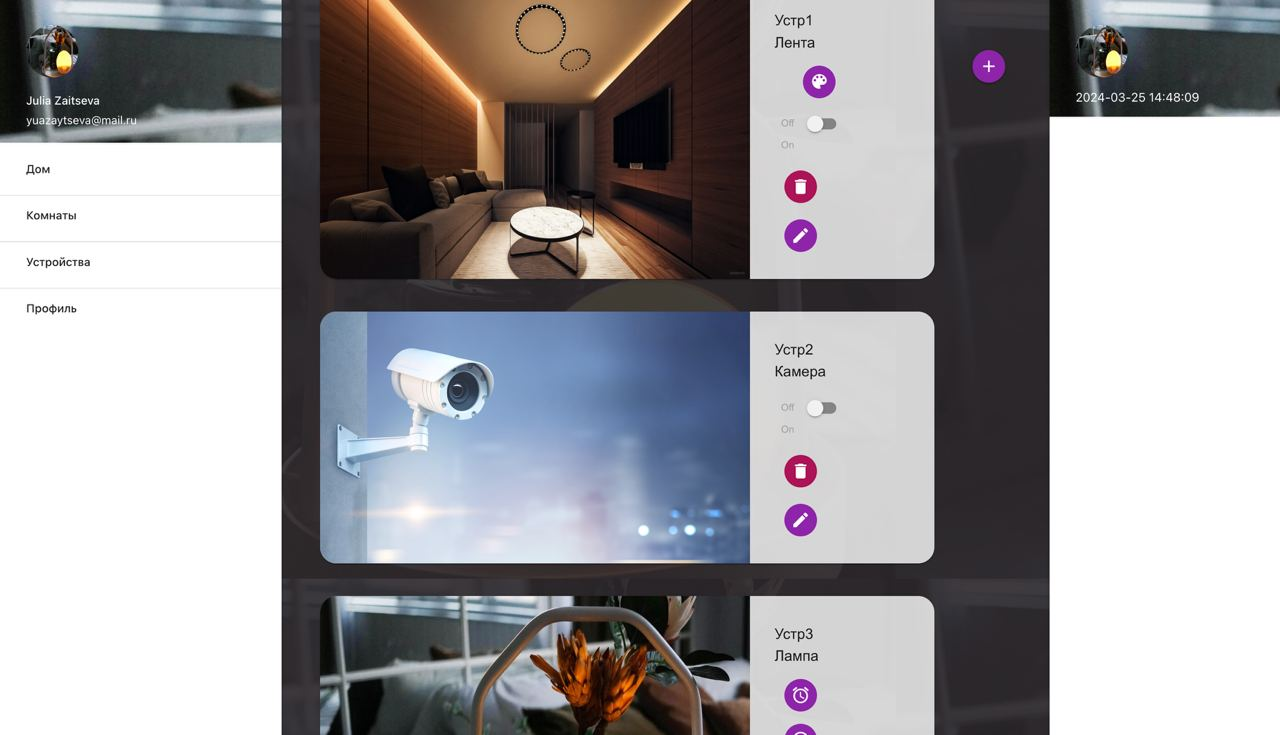 Julia Zaitseva
yuazaytseva@mail.ru
Дом
Комнаты
Устройства
Профиль
Устр1
Лента
Off
On
Устр2
Камера
Off
On
Устр3
Лампа
2024-03-25 14:48:09